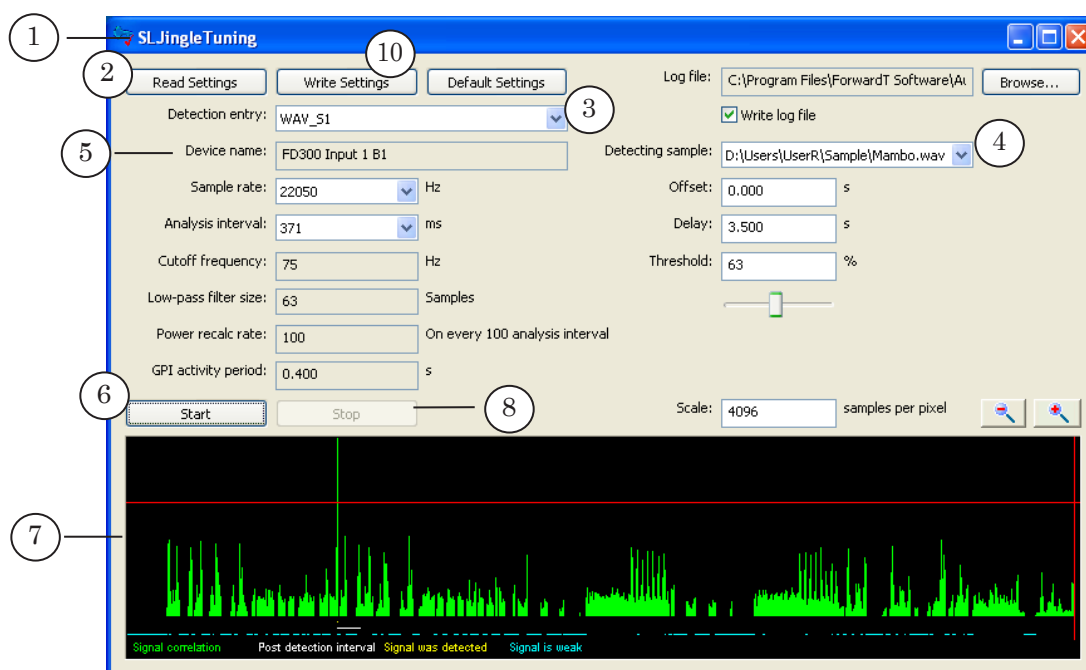 1 SLJingleTuning
10
2 Read Settings Write Settings Default Settings Log file: C:\Program Files\ForwardT Software\Au Browse...
Detection entry: WAV_S1 3 Write log file
5 Device name: FD300 Input 1 B1 Detecting sample: D:\Users\UserR\Sample\Mambo.wav 4
Sample rate: 22050 Hz Offset: 0.000 s
Analysis interval: 371 ms Delay: 3.500 s
Cutoff frequency: 75 Hz Threshold: 63 %
Low-pass filter size: 63 Samples
Power recalc rate: 100 On every 100 analysis interval
GPI activity period: 0.400 s
6 Start Stop 8 Scale: 4096 samples per pixel
7
Signal correlation Post detection interval Signal was detected Signal is weak